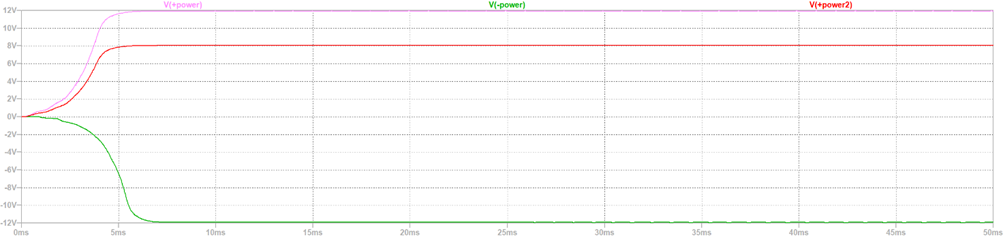 V(+power) V(-power) V(+power2)
12V
10V
8V
6V
4V
2V
0V
-2V
-4V
-6V
-8V
-10V
-12V
0ms 5ms 10ms 15ms 20ms 25ms 30ms 35ms 40ms 45ms 50ms